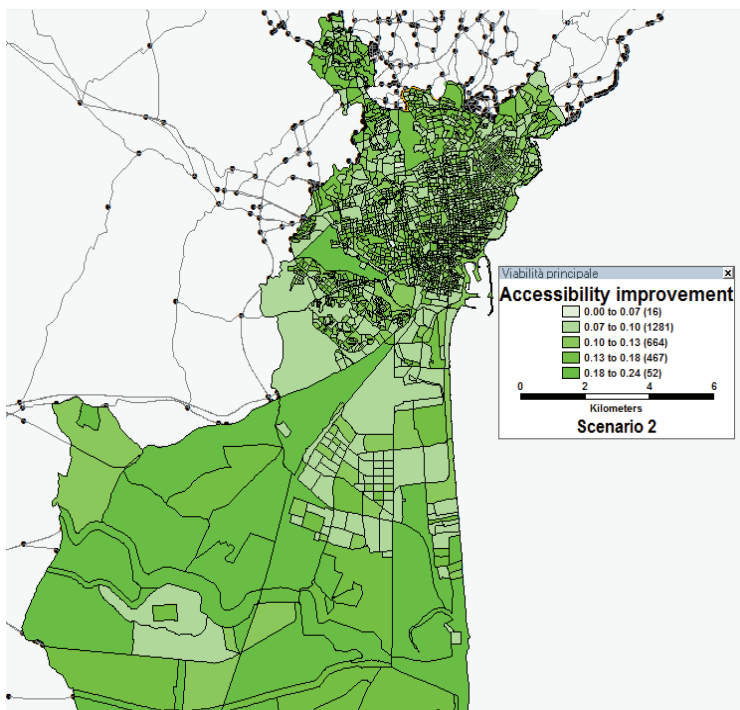 Viabilità principale
Accessibility improvement
0.00 to 0.07 (16)
0.07 to 0.10 (1281)
0.10 to 0.13 (664)
0.13 to 0.18 (467)
0.18 to 0.24 (52)
0 2 4 6
Kilometers
Scenario 2